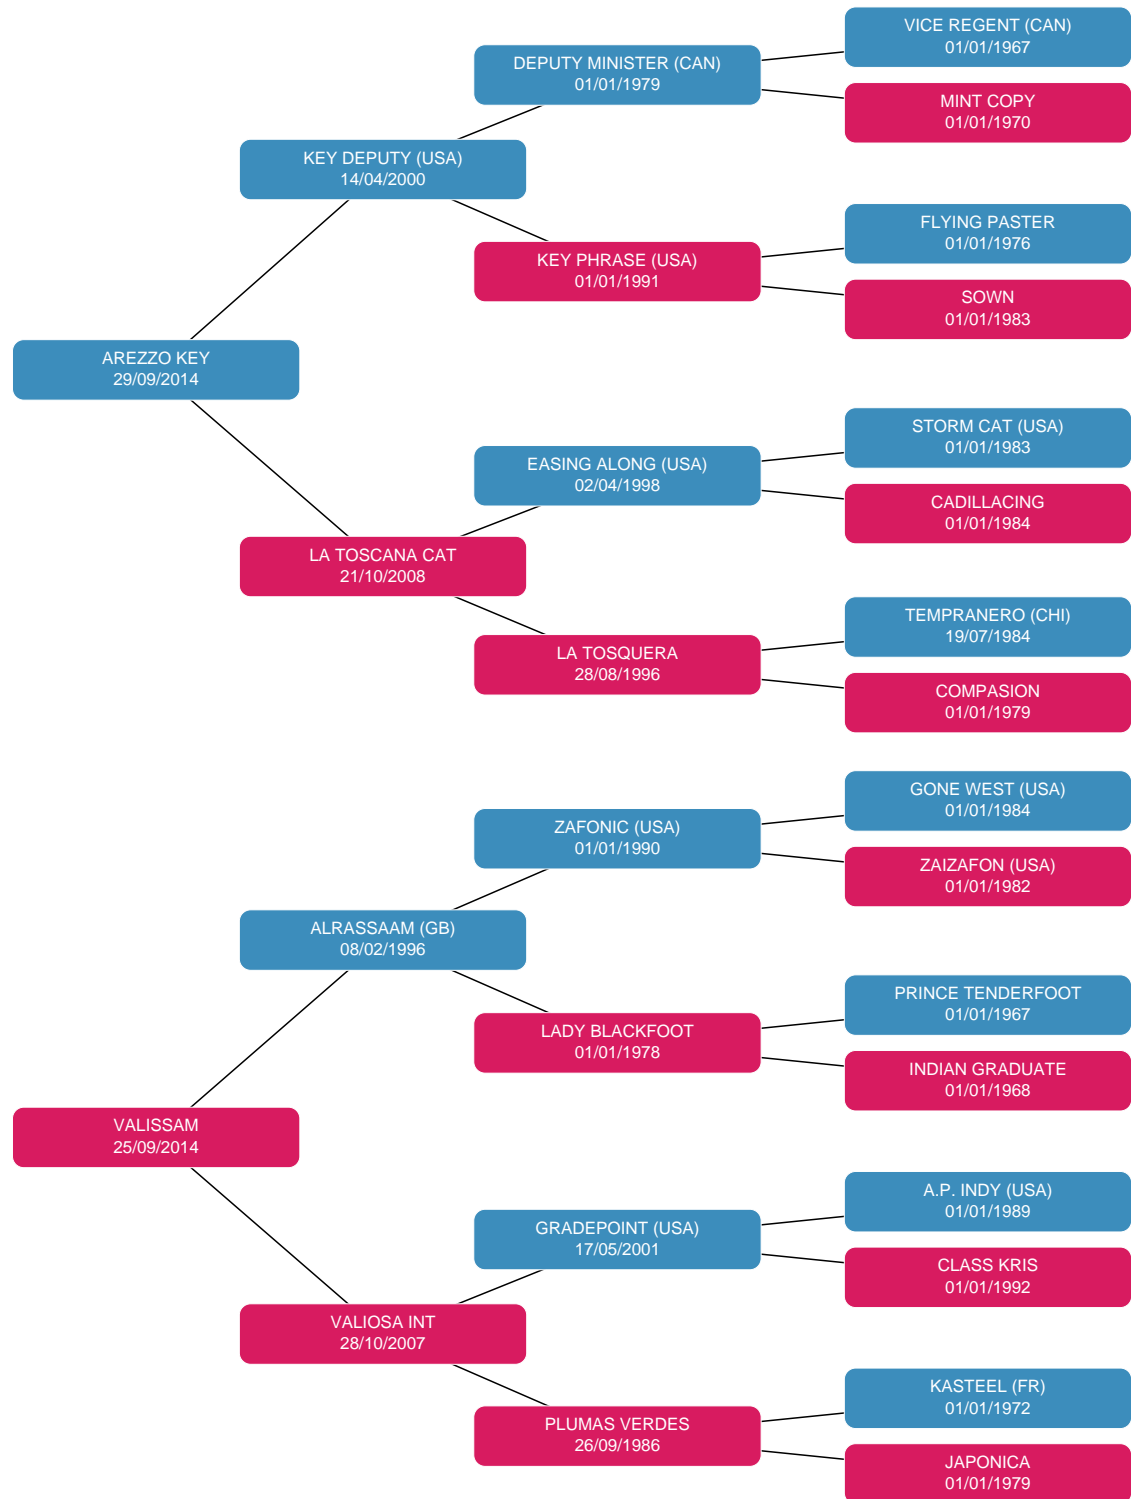 VICE REGENT (CAN)
01/01/1967
DEPUTY MINISTER (CAN)
01/01/1979
MINT COPY
01/01/1970
KEY DEPUTY (USA)
14/04/2000
FLYING PASTER
01/01/1976
KEY PHRASE (USA)
01/01/1991
SOWN
01/01/1983
AREZZO KEY
29/09/2014
STORM CAT (USA)
01/01/1983
EASING ALONG (USA)
02/04/1998
CADILLACING
01/01/1984
LA TOSCANA CAT
21/10/2008
TEMPRANERO (CHI)
19/07/1984
LA TOSQUERA
28/08/1996
COMPASION
01/01/1979
GONE WEST (USA)
01/01/1984
ZAFONIC (USA)
01/01/1990
ZAIZAFON (USA)
01/01/1982
ALRASSAAM (GB)
08/02/1996
PRINCE TENDERFOOT
01/01/1967
LADY BLACKFOOT
01/01/1978
INDIAN GRADUATE
01/01/1968
VALISSAM
25/09/2014
A.P. INDY (USA)
01/01/1989
GRADEPOINT (USA)
17/05/2001
CLASS KRIS
01/01/1992
VALIOSA INT
28/10/2007
KASTEEL (FR)
01/01/1972
PLUMAS VERDES
26/09/1986
JAPONICA
01/01/1979